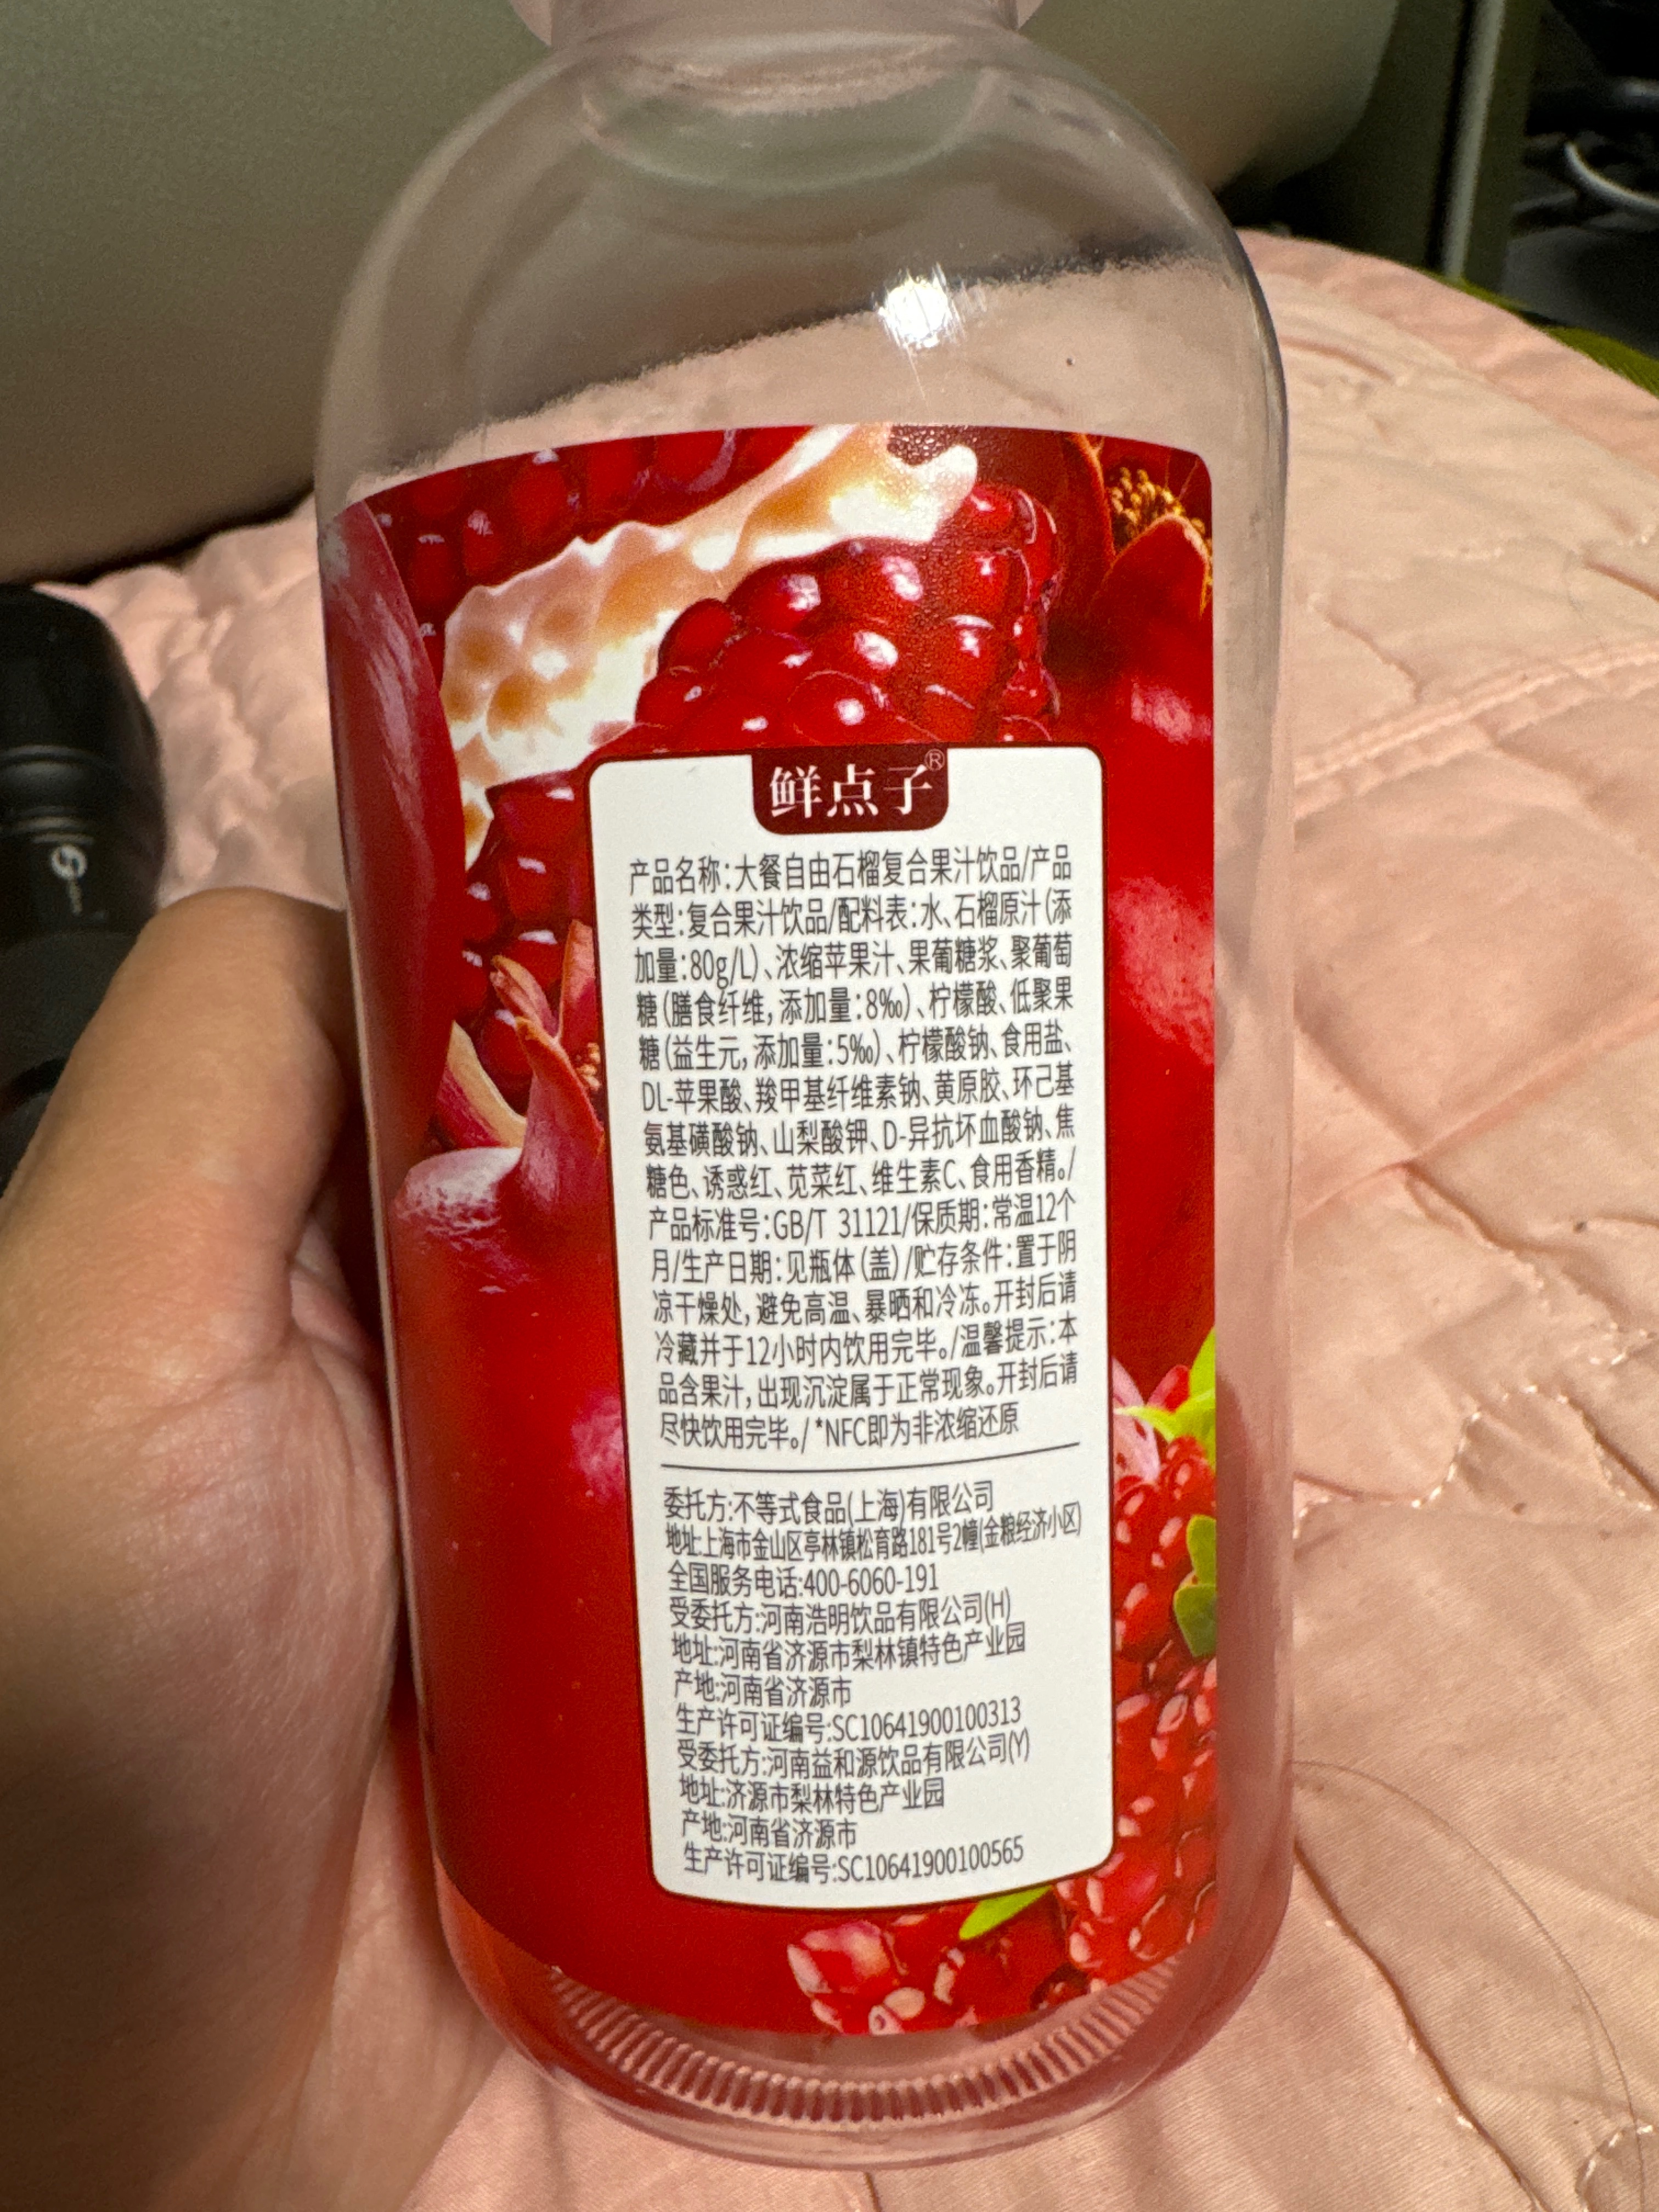 鲜点子®
产品名称:大餐自由石榴复合果汁饮品/产品
类型:复合果汁饮品/配料表:水、石榴原汁(添
加量:80g/L)、浓缩苹果汁、果葡糖浆、聚葡萄
糖(膳食纤维,添加量:8‰)、柠檬酸、低聚果
糖(益生元,添加量:5‰)、柠檬酸钠、食用盐、
DL-苹果酸、羧甲基纤维素钠、黄原胶、环己基
氨基磺酸钠、山梨酸钾、D-异抗坏血酸钠、焦
糖色、诱惑红、苋菜红、维生素C、食用香精。/
产品标准号:GB/T 31121/保质期:常温12个
月/生产日期:见瓶体(盖)/贮存条件:置于阴
凉干燥处,避免高温、暴晒和冷冻。开封后请
冷藏并于12小时内饮用完毕。/温馨提示:本
品含果汁,出现沉淀属于正常现象。开封后请
尽快饮用完毕。/ *NFC即为非浓缩还原
委托方:不等式食品(上海)有限公司
地址:上海市金山区亭林镇松育路181号2幢(金粮经济小区)
全国服务电话:400-6060-191
受委托方:河南浩明饮品有限公司(H)
地址:河南省济源市梨林镇特色产业园
产地:河南省济源市
生产许可证编号:SC10641900100313
受委托方:河南益和源饮品有限公司(Y)
地址:济源市梨林特色产业园
产地:河南省济源市
生产许可证编号:SC10641900100565